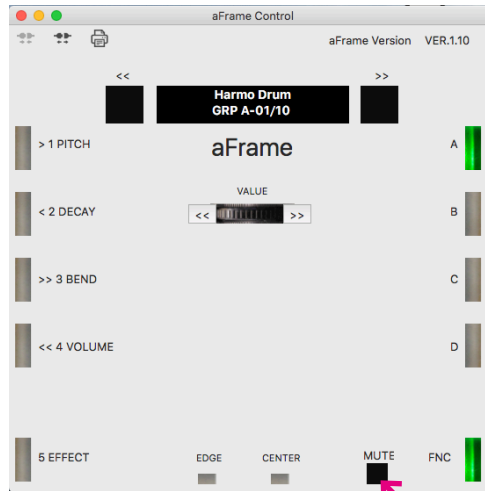 aFrame Control
aFrame Version VER.1.10
<< >>
Harmo Drum
GRP A-01/10
> 1 PITCH aFrame A
VALUE
< 2 DECAY << >> B
>> 3 BEND C
<< 4 VOLUME D
5 EFFECT EDGE CENTER MUTE FNC